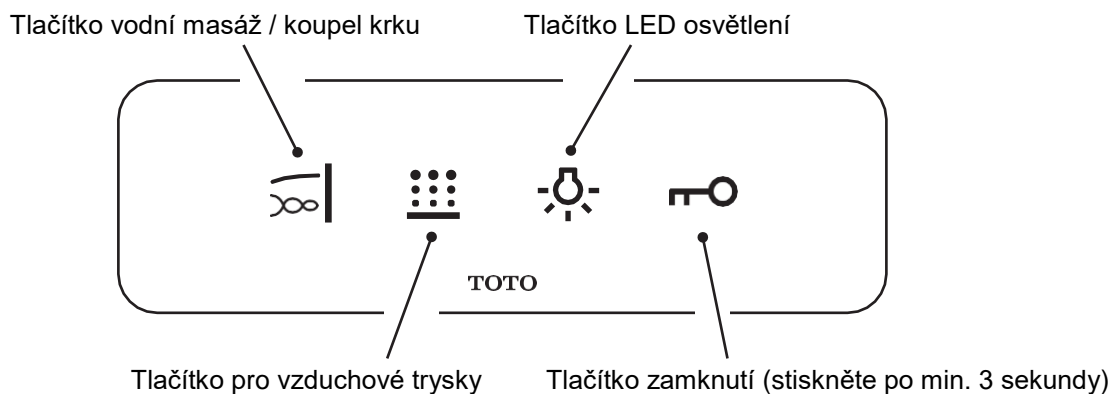 Tlačítko vodní masáž / koupel krku
Tlačítko LED osvětlení
TOTO
Tlačítko pro vzduchové trysky
Tlačítko zamknutí (stiskněte po min. 3 sekundy)